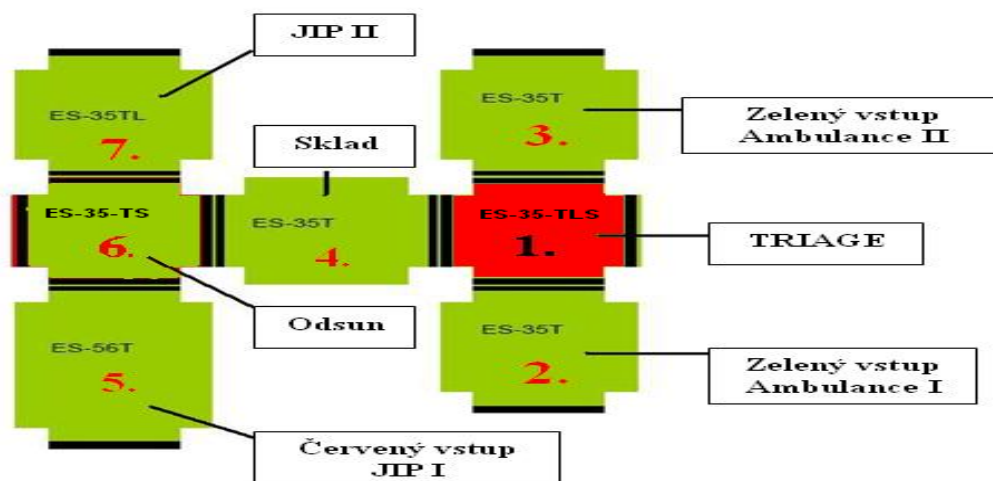 JIP II
ES-35TL
7.
ES-35T
3.
Zelený vstup
Ambulance II
Sklad
ES-35-TS
6.
ES-35T
4.
ES-35-TLS
1.
TRIAGE
Odsun
ES-56T
5.
ES-35T
2.
Zelený vstup
Ambulance I
Červený vstup
JIP I